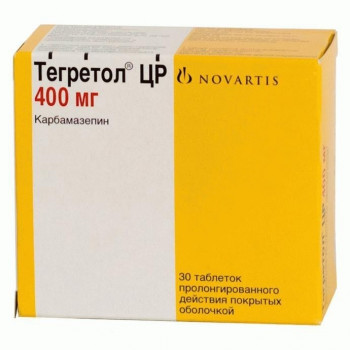 Тегретол® ЦР
NOVARTIS
400 мг
Карбамазепин
30 таблеток
пролонгированного
действия покрытых
оболочкой